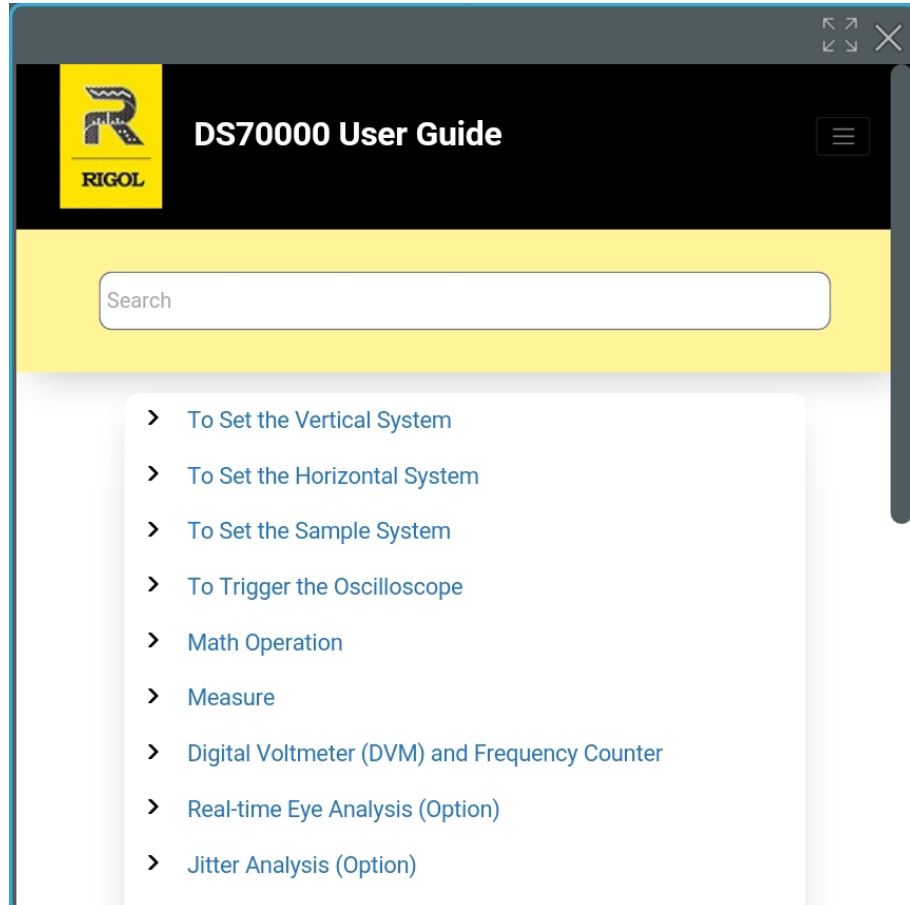 RIGOL
DS70000 User Guide
Search
To Set the Vertical System
To Set the Horizontal System
To Set the Sample System
To Trigger the Oscilloscope
Math Operation
Measure
Digital Voltmeter (DVM) and Frequency Counter
Real-time Eye Analysis (Option)
Jitter Analysis (Option)